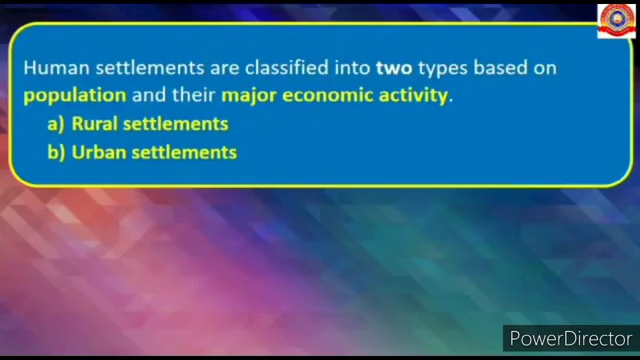 Human settlements are classified into two types based on
population and their major economic activity.
a) Rural settlements
b) Urban settlements
PowerDirector